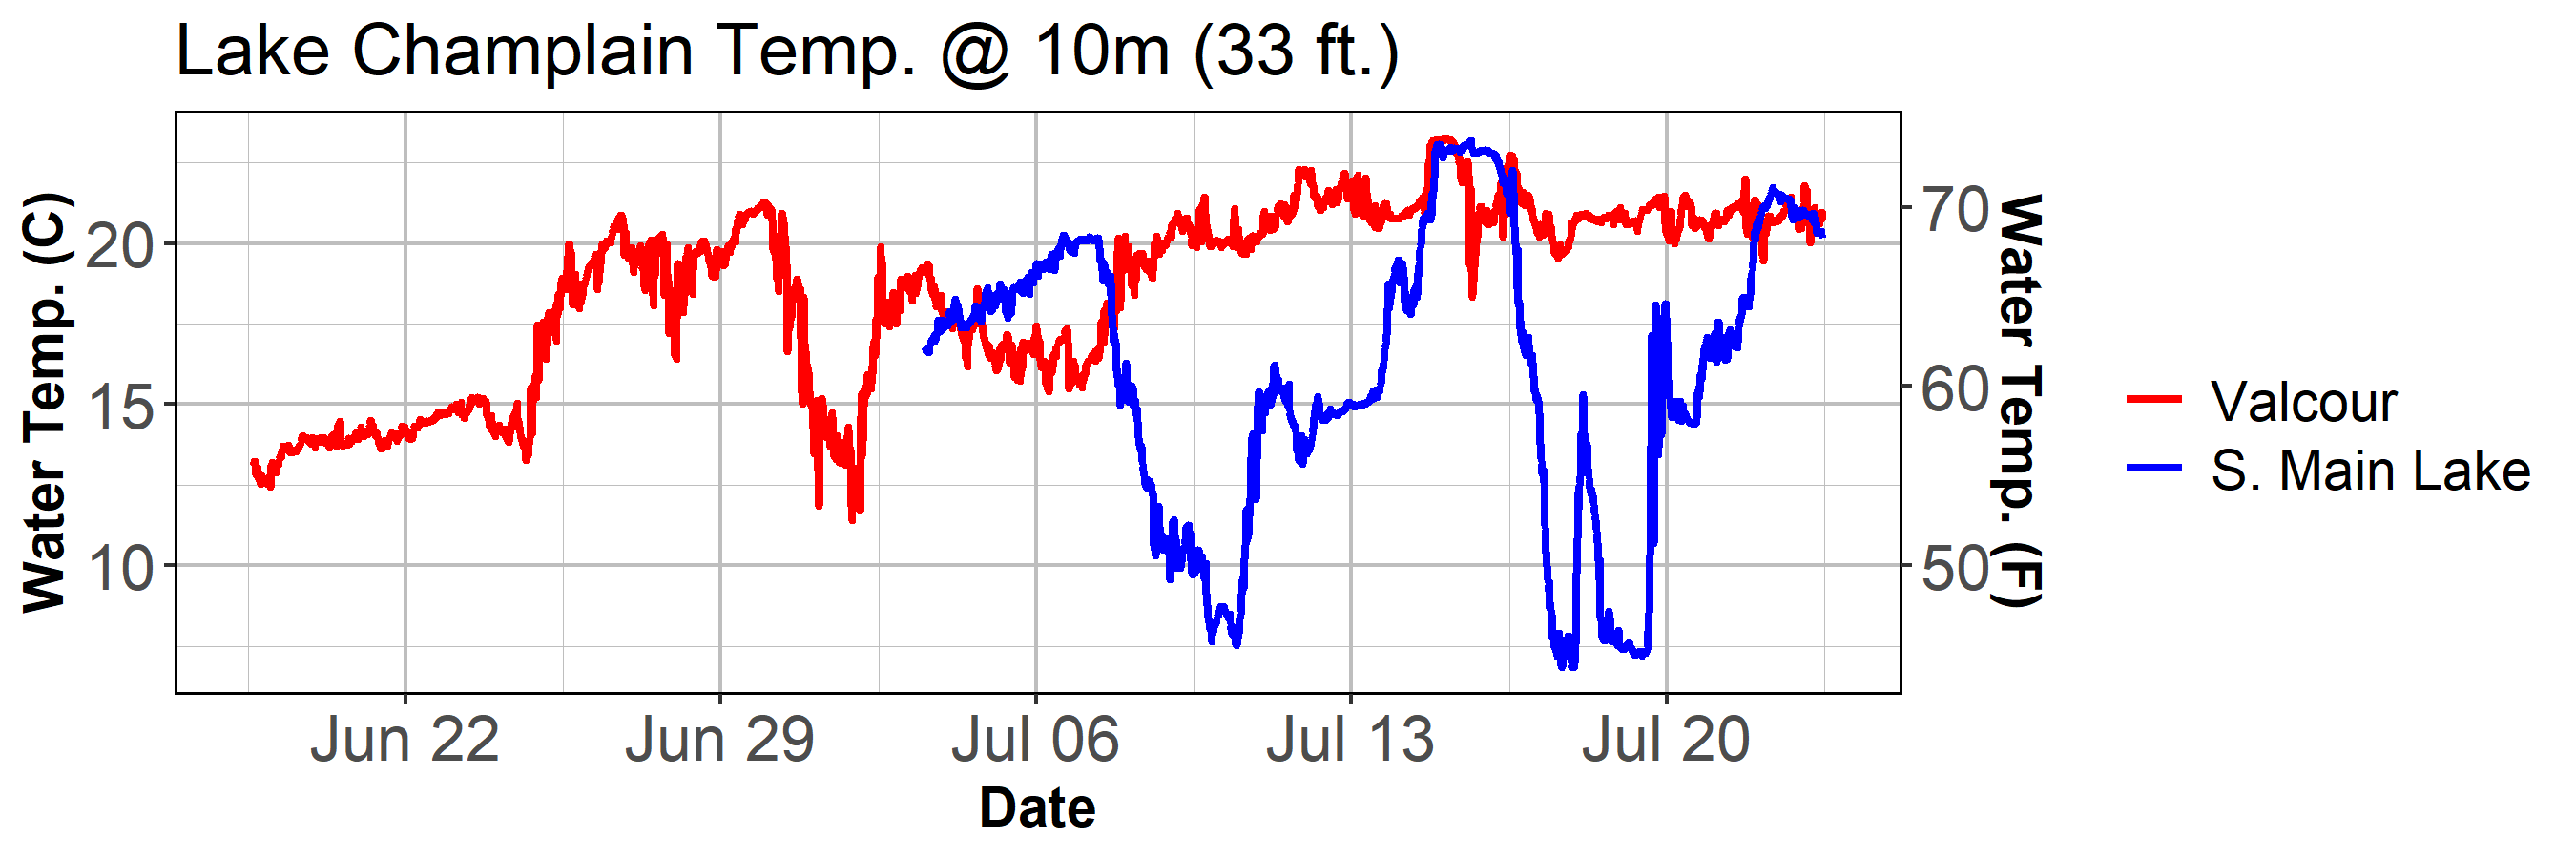 Lake Champlain Temp. @ 10m (33 ft.)
Water Temp. (C)
20
15
10
70
60
50
Water Temp. (F)
Jun 22
Jun 29
Jul 06
Jul 13
Jul 20
Date
Valcour
S. Main Lake